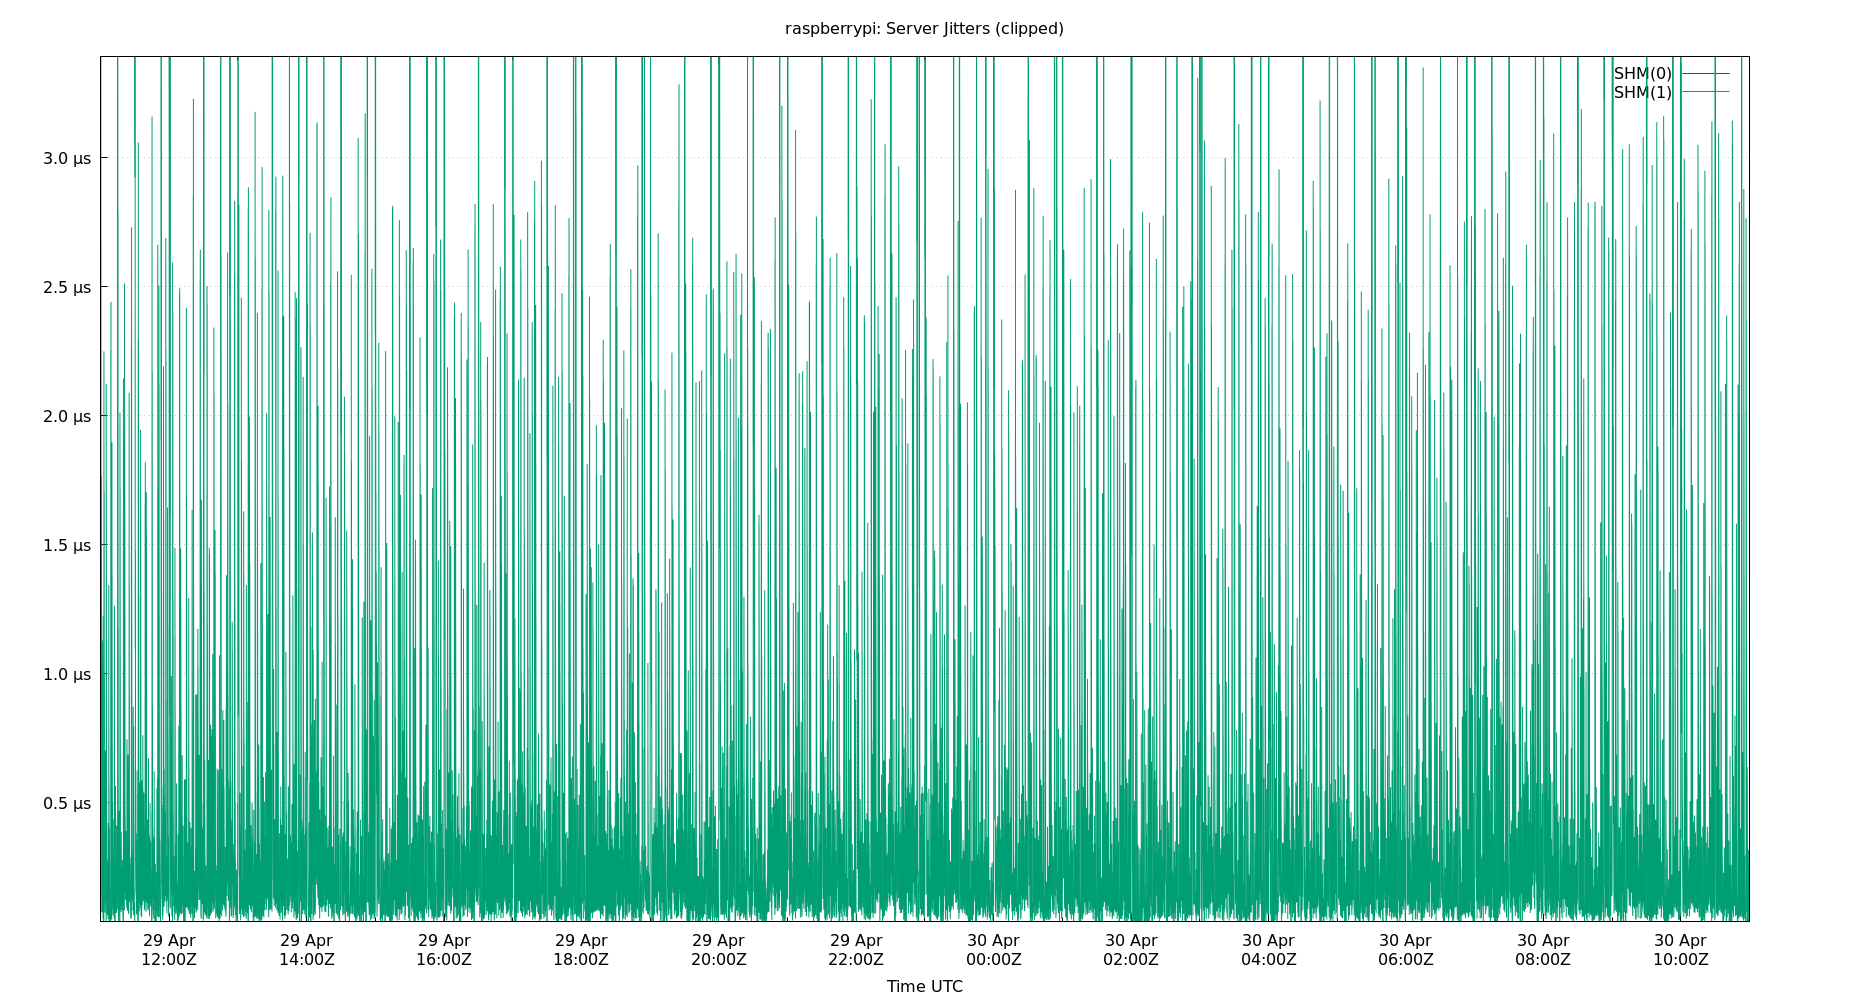 raspberrypi: Server Jitters (clipped)
SHM(0)
SHM(1)
3.0 µs
2.5 µs
2.0 µs
1.5 µs
1.0 µs
0.5 µs
29 Apr 29 Apr 29 Apr 29 Apr 29 Apr 29 Apr 30 Apr 30 Apr 30 Apr 30 Apr 30 Apr 30 Apr
12:00Z 14:00Z 16:00Z 18:00Z 20:00Z 22:00Z 00:00Z 02:00Z 04:00Z 06:00Z 08:00Z 10:00Z
Time UTC